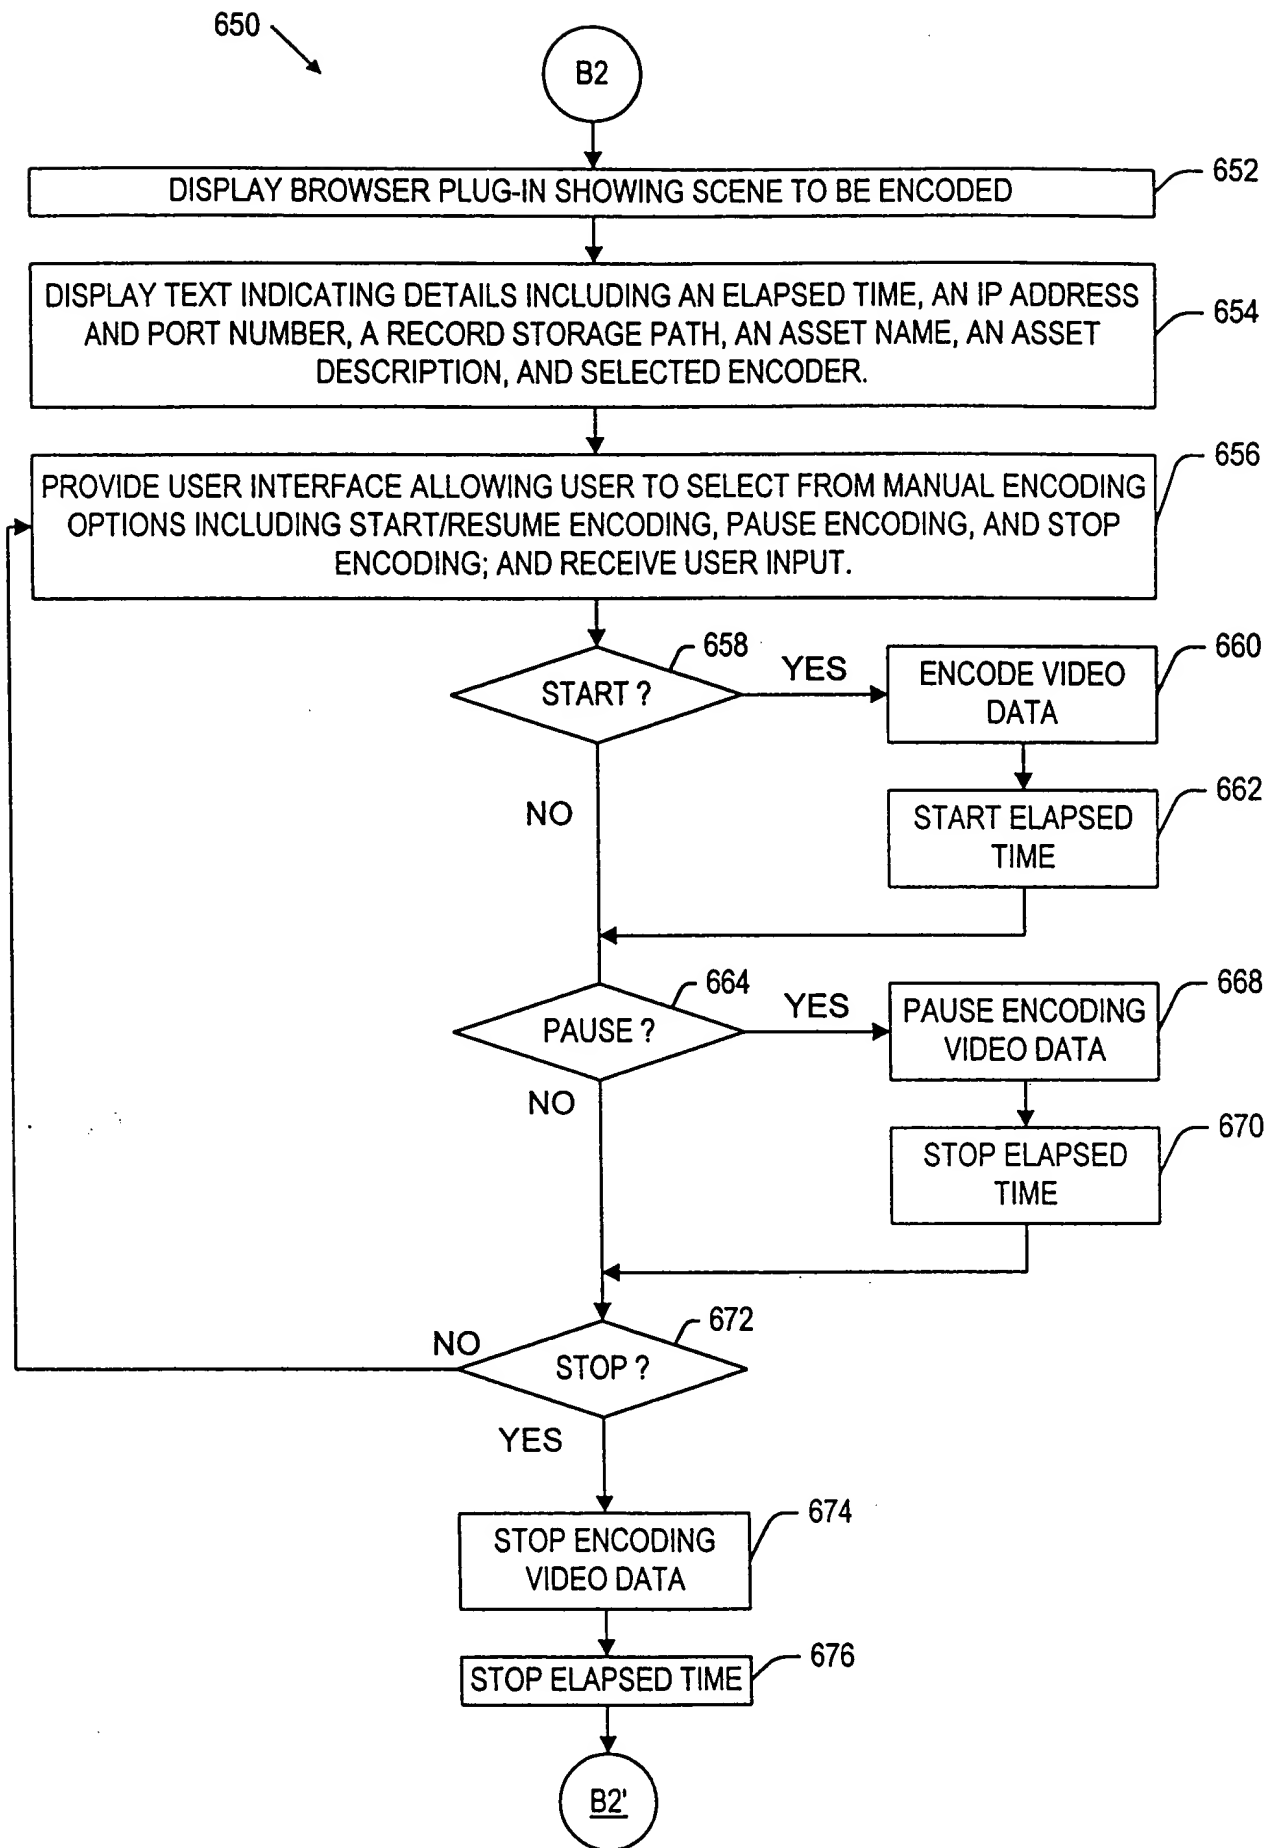 650
B2
DISPLAY BROWSER PLUG-IN SHOWING SCENE TO BE ENCODED
652
DISPLAY TEXT INDICATING DETAILS INCLUDING AN ELAPSED TIME, AN IP ADDRESS
AND PORT NUMBER, A RECORD STORAGE PATH, AN ASSET NAME, AN ASSET
DESCRIPTION, AND SELECTED ENCODER.
654
PROVIDE USER INTERFACE ALLOWING USER TO SELECT FROM MANUAL ENCODING
OPTIONS INCLUDING START/RESUME ENCODING, PAUSE ENCODING, AND STOP
ENCODING; AND RECEIVE USER INPUT.
656
START ?
658
YES
ENCODE VIDEO
DATA
660
NO
START ELAPSED
TIME
662
PAUSE ?
664
YES
PAUSE ENCODING
VIDEO DATA
668
NO
STOP ELAPSED
TIME
670
STOP ?
672
NO
YES
STOP ENCODING
VIDEO DATA
674
STOP ELAPSED TIME
676
B2'